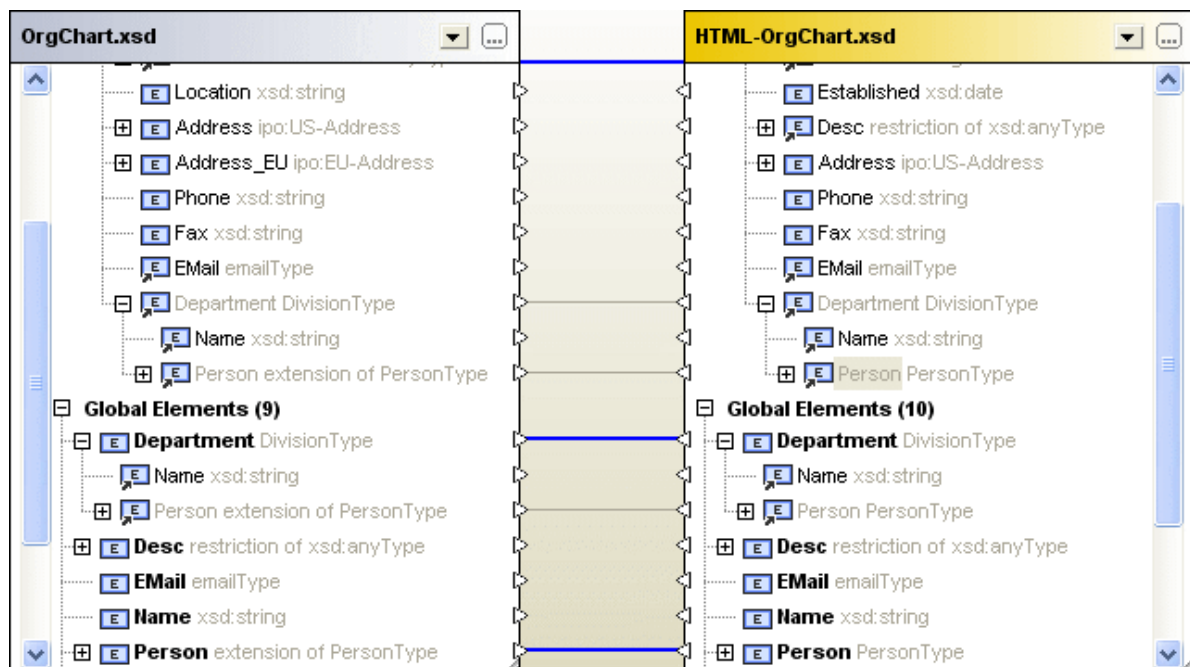 OrgChart.xsd
Location xsd:string
Address ipo:US-Address
Address_EU ipo:EU-Address
Phone xsd:string
Fax xsd:string
EMail emailType
Department DivisionType
Name xsd:string
Person extension of PersonType
Global Elements (9)
Department DivisionType
Name xsd:string
Person extension of PersonType
Desc restriction of xsd:anyType
EMail emailType
Name xsd:string
Person extension of PersonType
HTML-OrgChart.xsd
Established xsd:date
Desc restriction of xsd:anyType
Address ipo:US-Address
Phone xsd:string
Fax xsd:string
EMail emailType
Department DivisionType
Name xsd:string
Person PersonType
Global Elements (10)
Department DivisionType
Name xsd:string
Person PersonType
Desc restriction of xsd:anyType
EMail emailType
Name xsd:string
Person PersonType